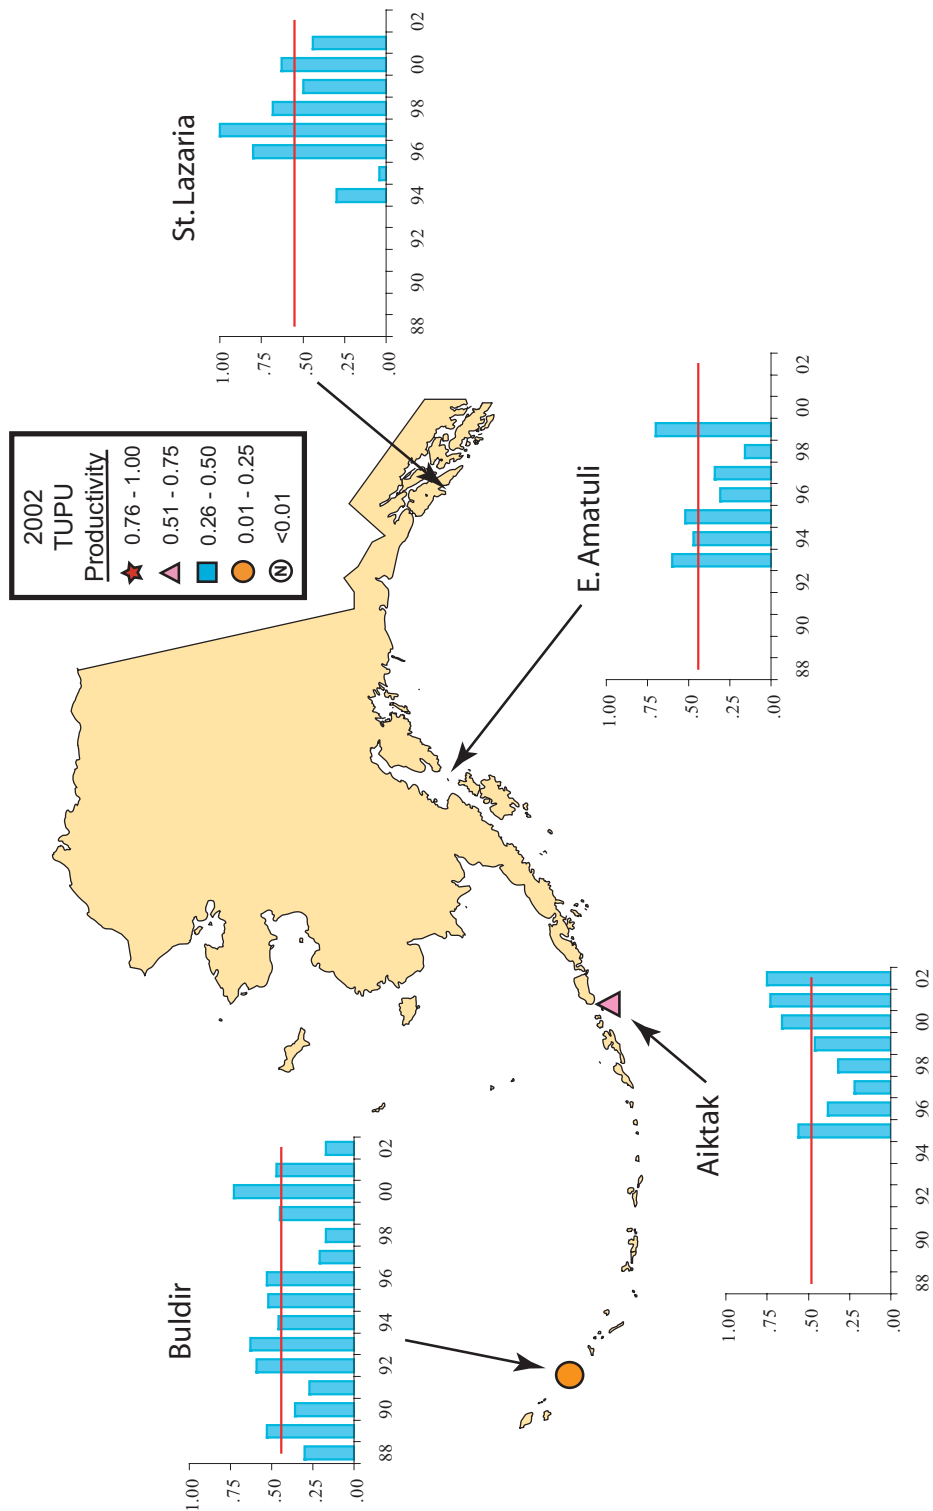 2002
TUPU
Productivity
0.76 - 1.00
0.51 - 0.75
0.26 - 0.50
0.01 - 0.25
N <0.01
St. Lazaria
1.00
.75
.50
.25
.00
88 90 92 94 96 98 00 02
E. Amatuli
1.00
.75
.50
.25
.00
88 90 92 94 96 98 00 02
Aiktak
1.00
.75
.50
.25
.00
88 90 92 94 96 98 00 02
Buldir
1.00
.75
.50
.25
.00
88 90 92 94 96 98 00 02